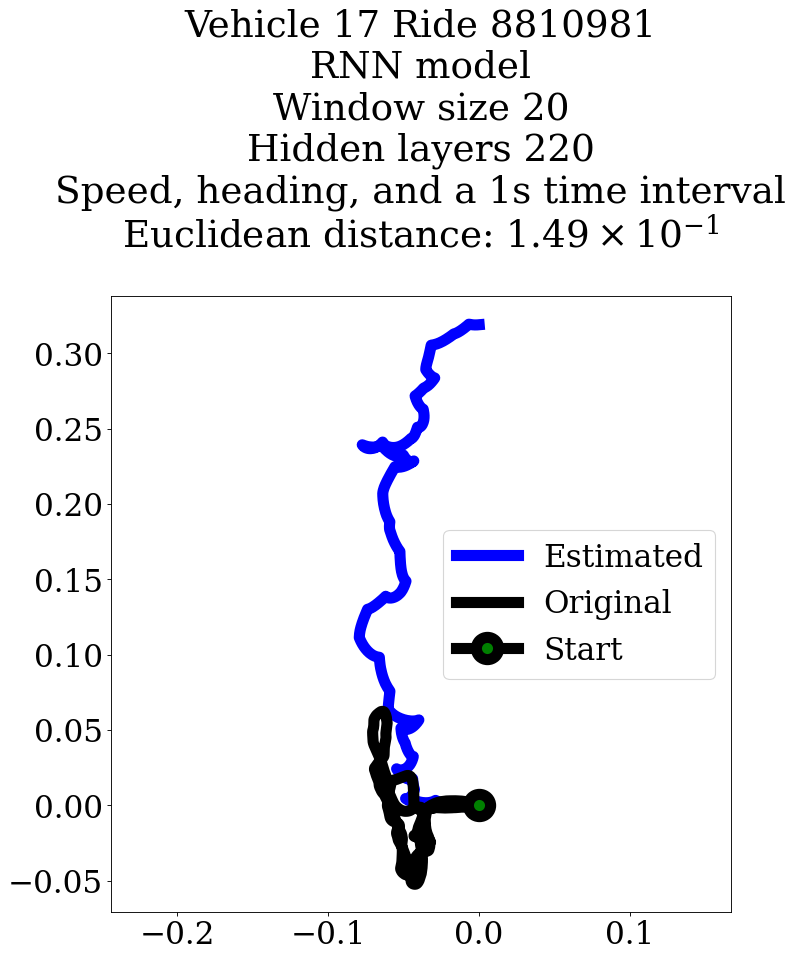 Vehicle 17 Ride 8810981
RNN model
Window size 20
Hidden layers 220
Speed, heading, and a 1s time interval
Euclidean distance: 1.49 × 10⁻¹
0.30
0.25
0.20
0.15
0.10
0.05
0.00
−0.05
Estimated
Original
Start
−0.2
−0.1
0.0
0.1